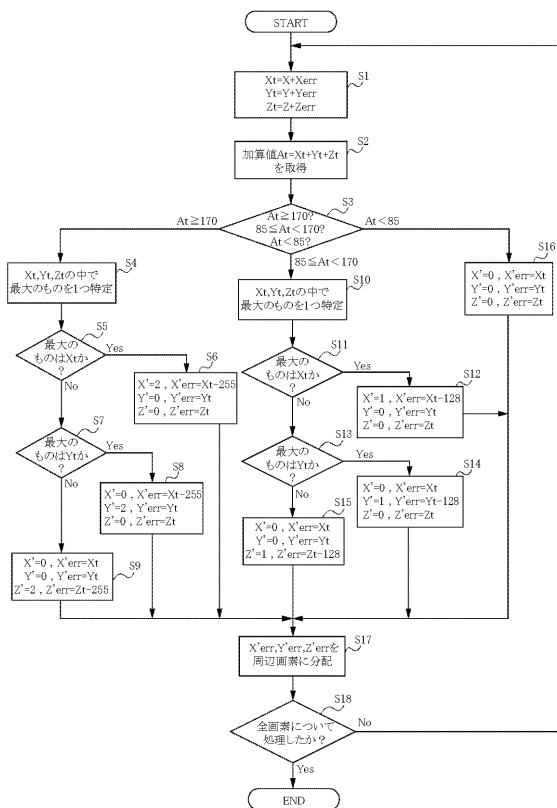 START
S1
Xt=X+Xerr
Yt=Y+Yerr
Zt=Z+Zerr
S2
加算値At=Xt+Yt+Zt
を取得
S3
At≧170?
85≦At<170?
At<85?
At≧170
At<85
85≦At<170
S4
Xt,Yt,Ztの中で
最大のものを1つ特定
S10
Xt,Yt,Ztの中で
最大のものを1つ特定
S16
X'=0 , X'err=Xt
Y'=0 , Y'err=Yt
Z'=0 , Z'err=Zt
S5
最大の
ものはXtか
?
Yes
No
S6
X'=2 , X'err=Xt-255
Y'=0 , Y'err=Yt
Z'=0 , Z'err=Zt
S11
最大の
ものはXtか
?
Yes
No
S12
X'=1 , X'err=Xt-128
Y'=0 , Y'err=Yt
Z'=0 , Z'err=Zt
S7
最大の
ものはYtか
?
Yes
No
S8
X'=0 , X'err=Xt-255
Y'=2 , Y'err=Yt
Z'=0 , Z'err=Zt
S13
最大の
ものはYtか
?
Yes
No
S14
X'=0 , X'err=Xt
Y'=1 , Y'err=Yt-128
Z'=0 , Z'err=Zt
S15
X'=0 , X'err=Xt
Y'=0 , Y'err=Yt
Z'=1 , Z'err=Zt-128
S9
X'=0 , X'err=Xt
Y'=0 , Y'err=Yt
Z'=2 , Z'err=Zt-255
S17
X'err,Y'err,Z'errを
周辺画素に分配
S18
全画素について
処理したか?
No
Yes
END